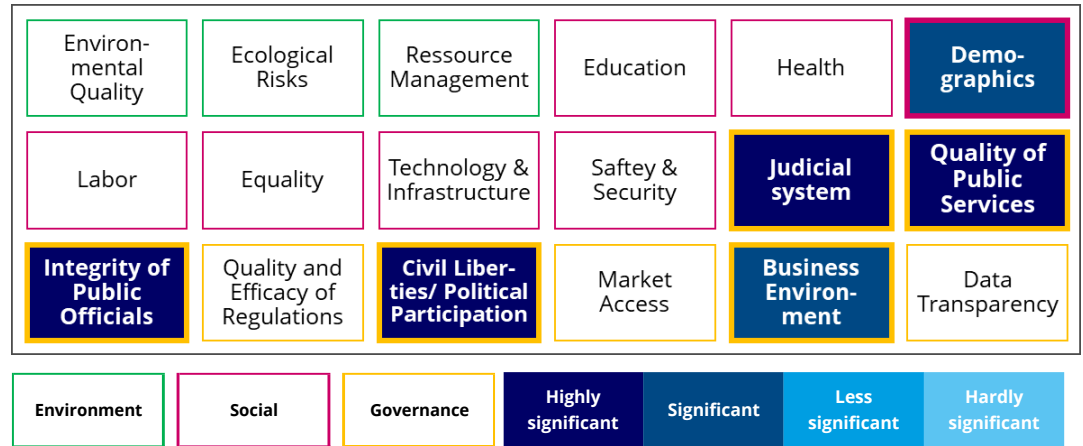 Environ-
mental
Quality
Ecological
Risks
Ressource
Management
Education
Health
Demo-
graphics
Labor
Equality
Technology &
Infrastructure
Saftey &
Security
Judicial
system
Quality of
Public
Services
Integrity of
Public
Officials
Quality and
Efficacy of
Regulations
Civil Liber-
ties/ Political
Participation
Market
Access
Business
Environ-
ment
Data
Transparency
Environment
Social
Governance
Highly
significant
Significant
Less
significant
Hardly
significant